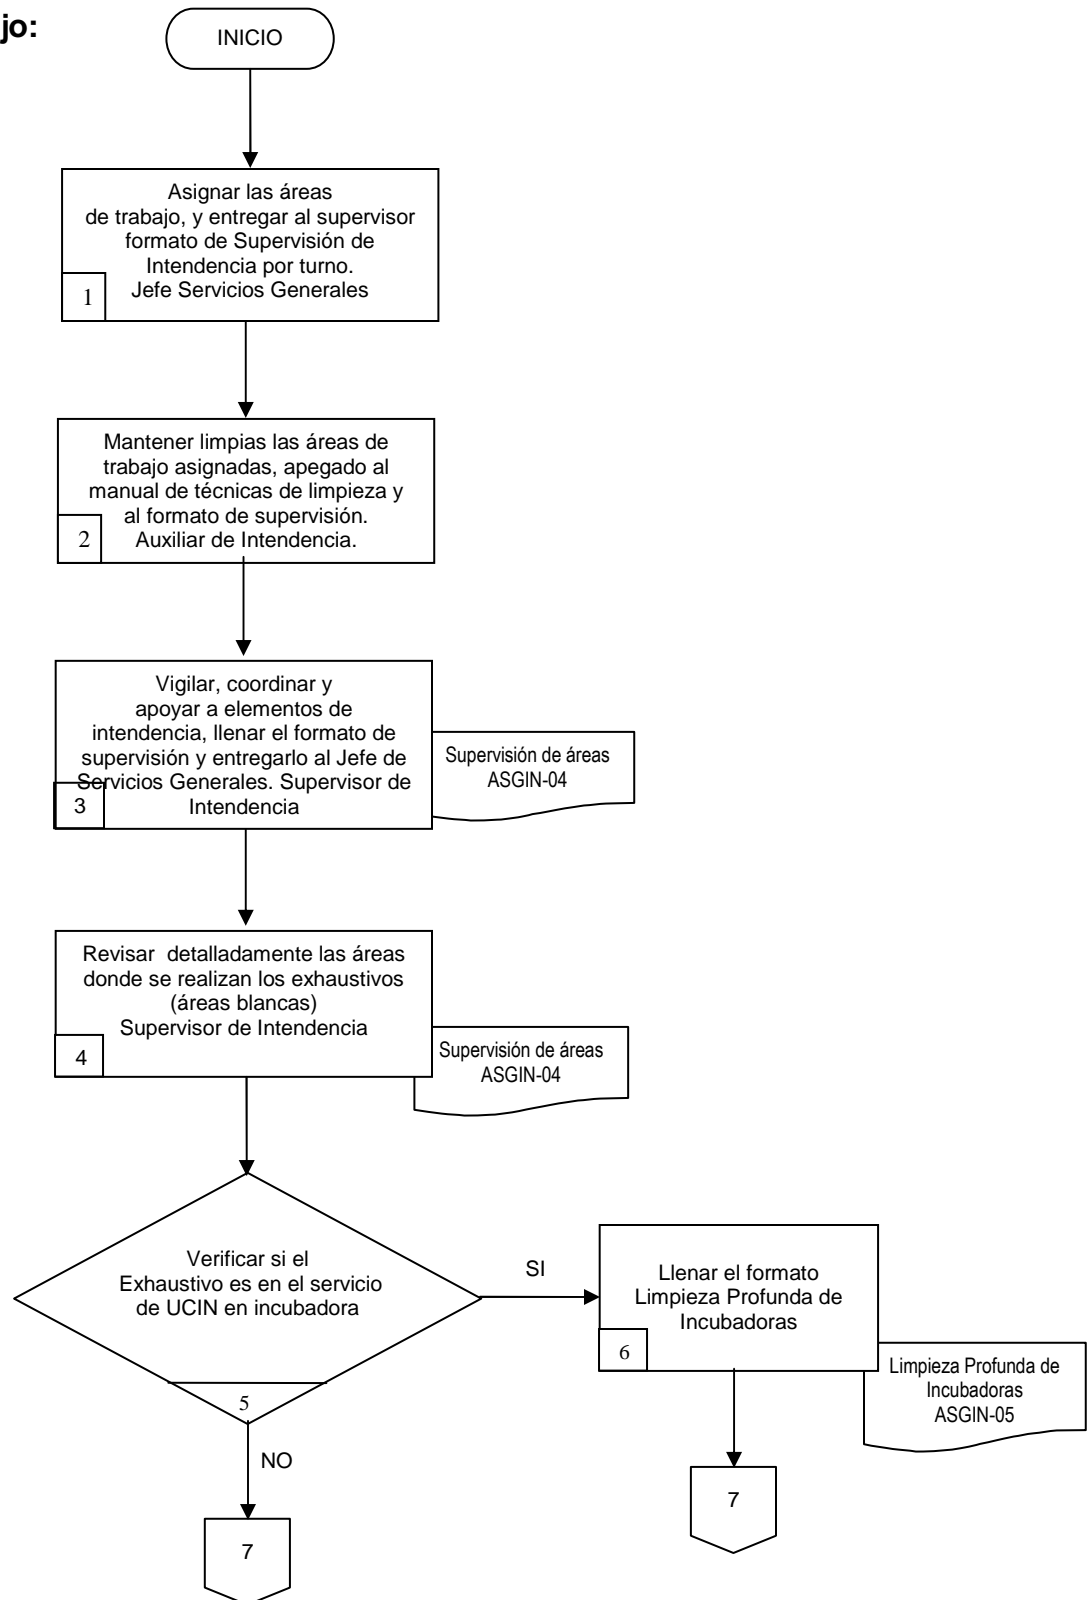 jo:
INICIO
Asignar las áreas
de trabajo, y entregar al supervisor
formato de Supervisión de
Intendencia por turno.
Jefe Servicios Generales
1
Mantener limpias las áreas de
trabajo asignadas, apegado al
manual de técnicas de limpieza y
al formato de supervisión.
Auxiliar de Intendencia.
2
Vigilar, coordinar y
apoyar a elementos de
intendencia, llenar el formato de
supervisión y entregarlo al Jefe de
Servicios Generales. Supervisor de
Intendencia
3
Supervisión de áreas
ASGIN-04
Revisar detalladamente las áreas
donde se realizan los exhaustivos
(áreas blancas)
Supervisor de Intendencia
4
Supervisión de áreas
ASGIN-04
Verificar si el
Exhaustivo es en el servicio
de UCIN en incubadora
5
SI
Llenar el formato
Limpieza Profunda de
Incubadoras
6
Limpieza Profunda de
Incubadoras
ASGIN-05
NO
7
7